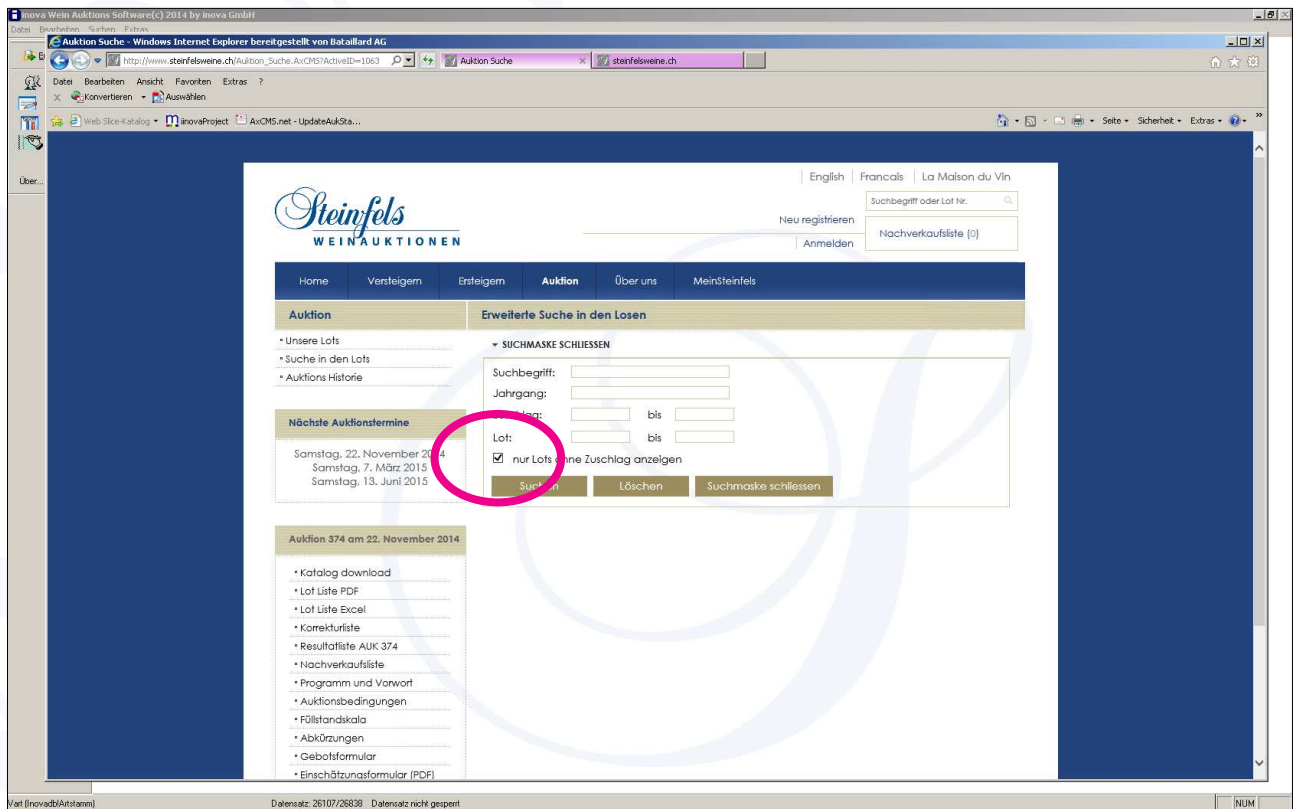 inova Wein Auktions Software(c) 2014 by inova GmbH
Datei Bearbeiten Suchen Extras
Auktion Suche - Windows Internet Explorer bereitgestellt von Bataillard AG
http://www.steinfelsweine.ch/Auktion_Suche.AxCMS?ActiveID=1063
Auktion Suche
steinfelsweine.ch
Datei Bearbeiten Ansicht Favoriten Extras ?
Konvertieren Auswählen
Web Slice-Katalog inovaProject AxCMS.net - UpdateAukSta...
Seite Sicherheit Extras
Über...
English Francais La Maison du Vin
Steinfels
WEINAUKTIONEN
Suchbegriff oder Lot Nr.
Neu registrieren
Anmelden
Nachverkaufsliste (0)
Home Versteigern Ersteigern Auktion Über uns MeinSteinfels
Auktion
Erweiterte Suche in den Losen
• Unsere Lots
• Suche in den Lots
• Auktions Historie
SUCHMASKE SCHLIESSEN
Suchbegriff:
Jahrgang:
bis
Lot: bis
nur Lots ohne Zuschlag anzeigen
Suchen Löschen Suchmaske schliessen
Nächste Auktionstermine
Samstag, 22. November 2014
Samstag, 7. März 2015
Samstag, 13. Juni 2015
Auktion 374 am 22. November 2014
• Katalog download
• Lot Liste PDF
• Lot Liste Excel
• Korrekturliste
• Resultatliste AUK 374
• Nachverkaufsliste
• Programm und Vorwort
• Auktionsbedingungen
• Füllstandskala
• Abkürzungen
• Gebotsformular
• Einschätzungsformular (PDF)
Vart (Inovadb/Artstamm) Datensatz: 26107/26838 Datensatz nicht gesperrt NUM